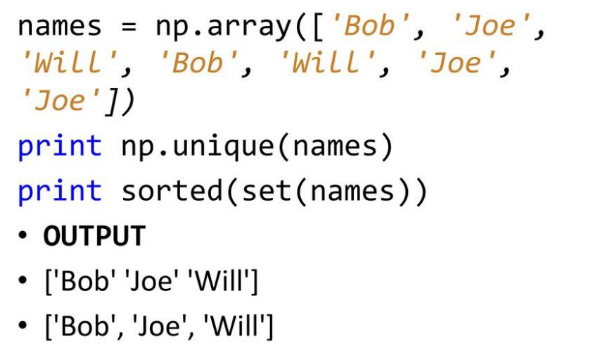 names = np.array(['Bob', 'Joe',
'Will', 'Bob', 'Will', 'Joe',
'Joe'])
print np.unique(names)
print sorted(set(names))
• OUTPUT
• ['Bob' 'Joe' 'Will']
• ['Bob', 'Joe', 'Will']